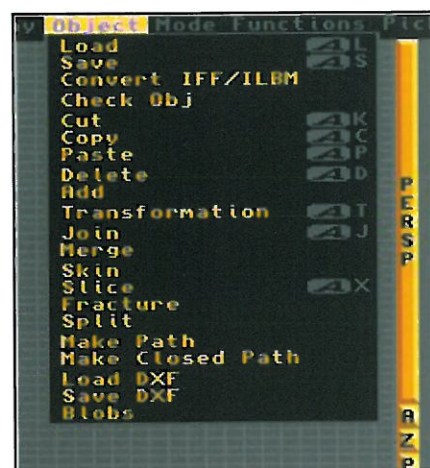 Object Mode Functions Pic
Load A L
Save A S
Convert IFF/ILBM
Check Obj
Cut A K
Copy A C
Paste A P
Delete A D
Add
Transformation A T
Join A J
Merge
Skin
Slice A X
Fracture
Split
Make Path
Make Closed Path
Load DXF
Save DXF
Blobs
PERSP
A
Z
P